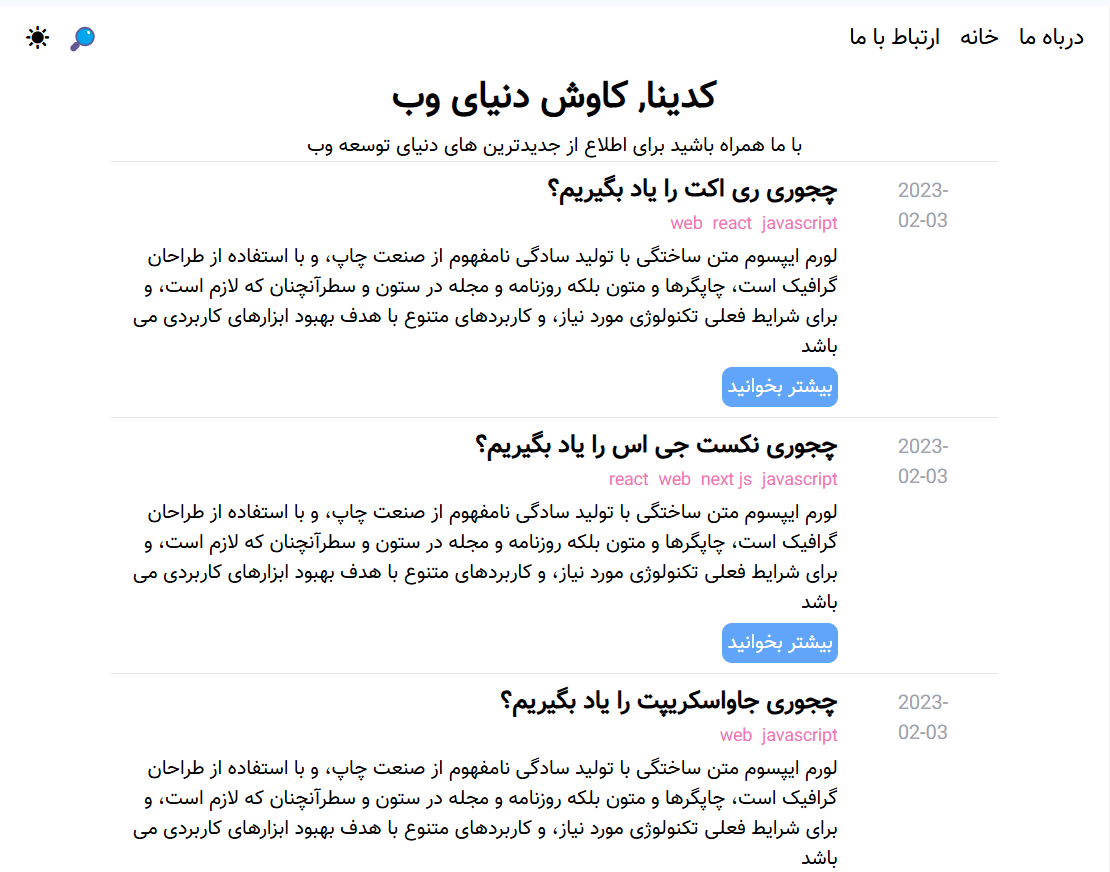 درباه ما   خانه   ارتباط با ما
کدینا, کاوش دنیای وب
با ما همراه باشید برای اطلاع از جدیدترین های دنیای توسعه وب
2023-
02-03
چجوری ری اکت را یاد بگیریم؟
web react javascript
لورم ایپسوم متن ساختگی با تولید سادگی نامفهوم از صنعت چاپ، و با استفاده از طراحان
گرافیک است، چاپگرها و متون بلکه روزنامه و مجله در ستون و سطرآنچنان که لازم است، و
برای شرایط فعلی تکنولوژی مورد نیاز، و کاربردهای متنوع با هدف بهبود ابزارهای کاربردی می
باشد
بیشتر بخوانید
2023-
02-03
چجوری نکست جی اس را یاد بگیریم؟
react web next js javascript
لورم ایپسوم متن ساختگی با تولید سادگی نامفهوم از صنعت چاپ، و با استفاده از طراحان
گرافیک است، چاپگرها و متون بلکه روزنامه و مجله در ستون و سطرآنچنان که لازم است، و
برای شرایط فعلی تکنولوژی مورد نیاز، و کاربردهای متنوع با هدف بهبود ابزارهای کاربردی می
باشد
بیشتر بخوانید
2023-
02-03
چجوری جاواسکریپت را یاد بگیریم؟
web javascript
لورم ایپسوم متن ساختگی با تولید سادگی نامفهوم از صنعت چاپ، و با استفاده از طراحان
گرافیک است، چاپگرها و متون بلکه روزنامه و مجله در ستون و سطرآنچنان که لازم است، و
برای شرایط فعلی تکنولوژی مورد نیاز، و کاربردهای متنوع با هدف بهبود ابزارهای کاربردی می
باشد